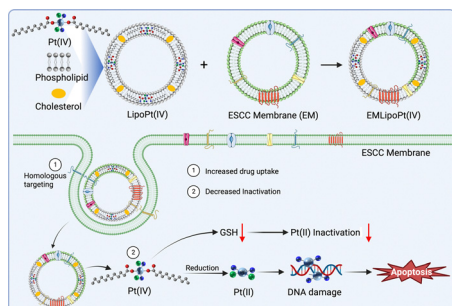 Pt(IV)
Phospholipid
Cholesterol
LipoPt(IV)
+
ESCC Membrane (EM)
EMLipoPt(IV)
ESCC Membrane
1
Homologous
targeting
1 Increased drug uptake
2 Decreased Inactivation
2
Pt(IV)
GSH
Pt(II) Inactivation
Reduction
Pt(II)
DNA damage
Apoptosis